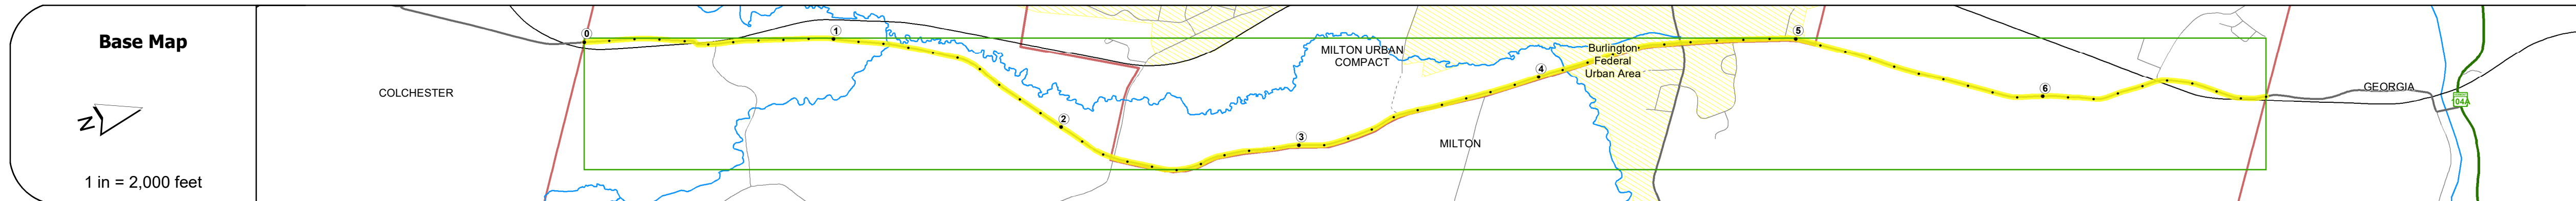 Base Map
N
1 in = 2,000 feet
COLCHESTER
0
1
2
3
4
5
6
MILTON URBAN
COMPACT
Burlington
Federal
Urban Area
MILTON
GEORGIA
04A